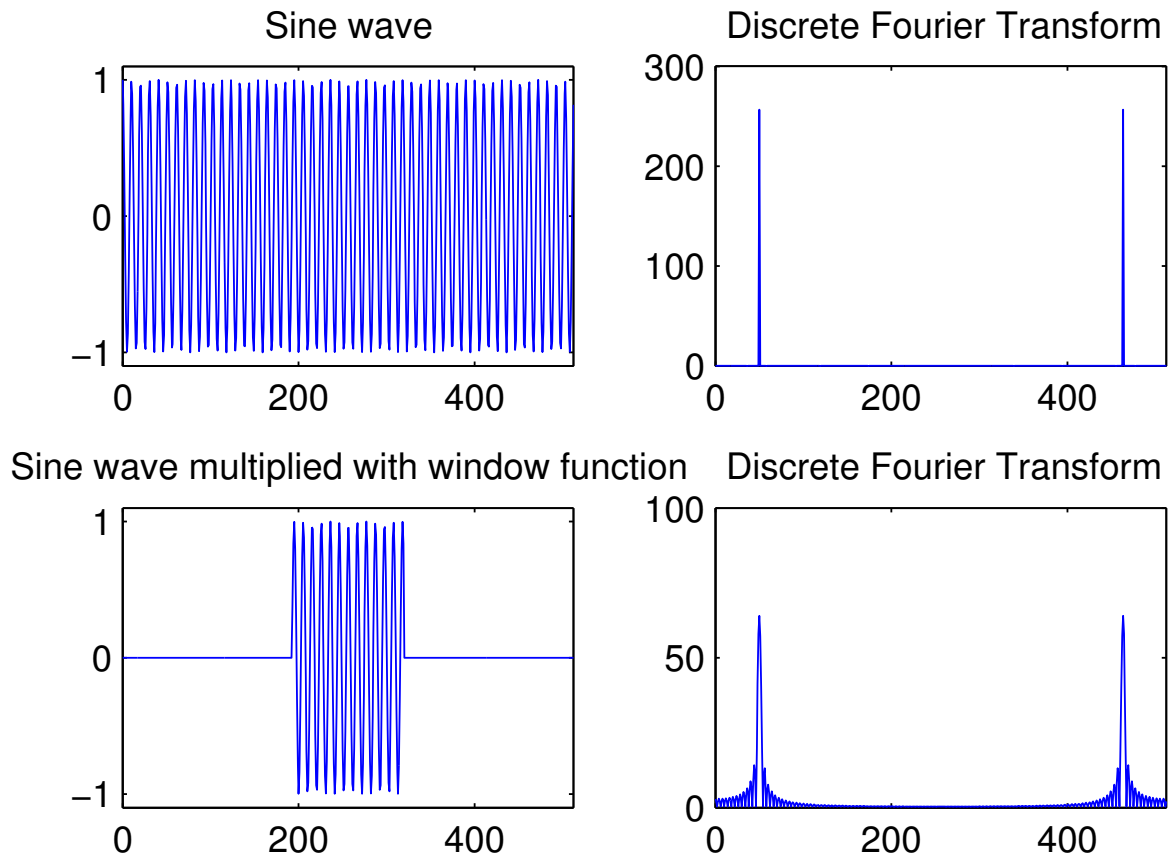 Sine wave
1
0
−1
0 200 400
Discrete Fourier Transform
300
200
100
0
0 200 400
Sine wave multiplied with window function
1
0
−1
0 200 400
Discrete Fourier Transform
100
50
0
0 200 400